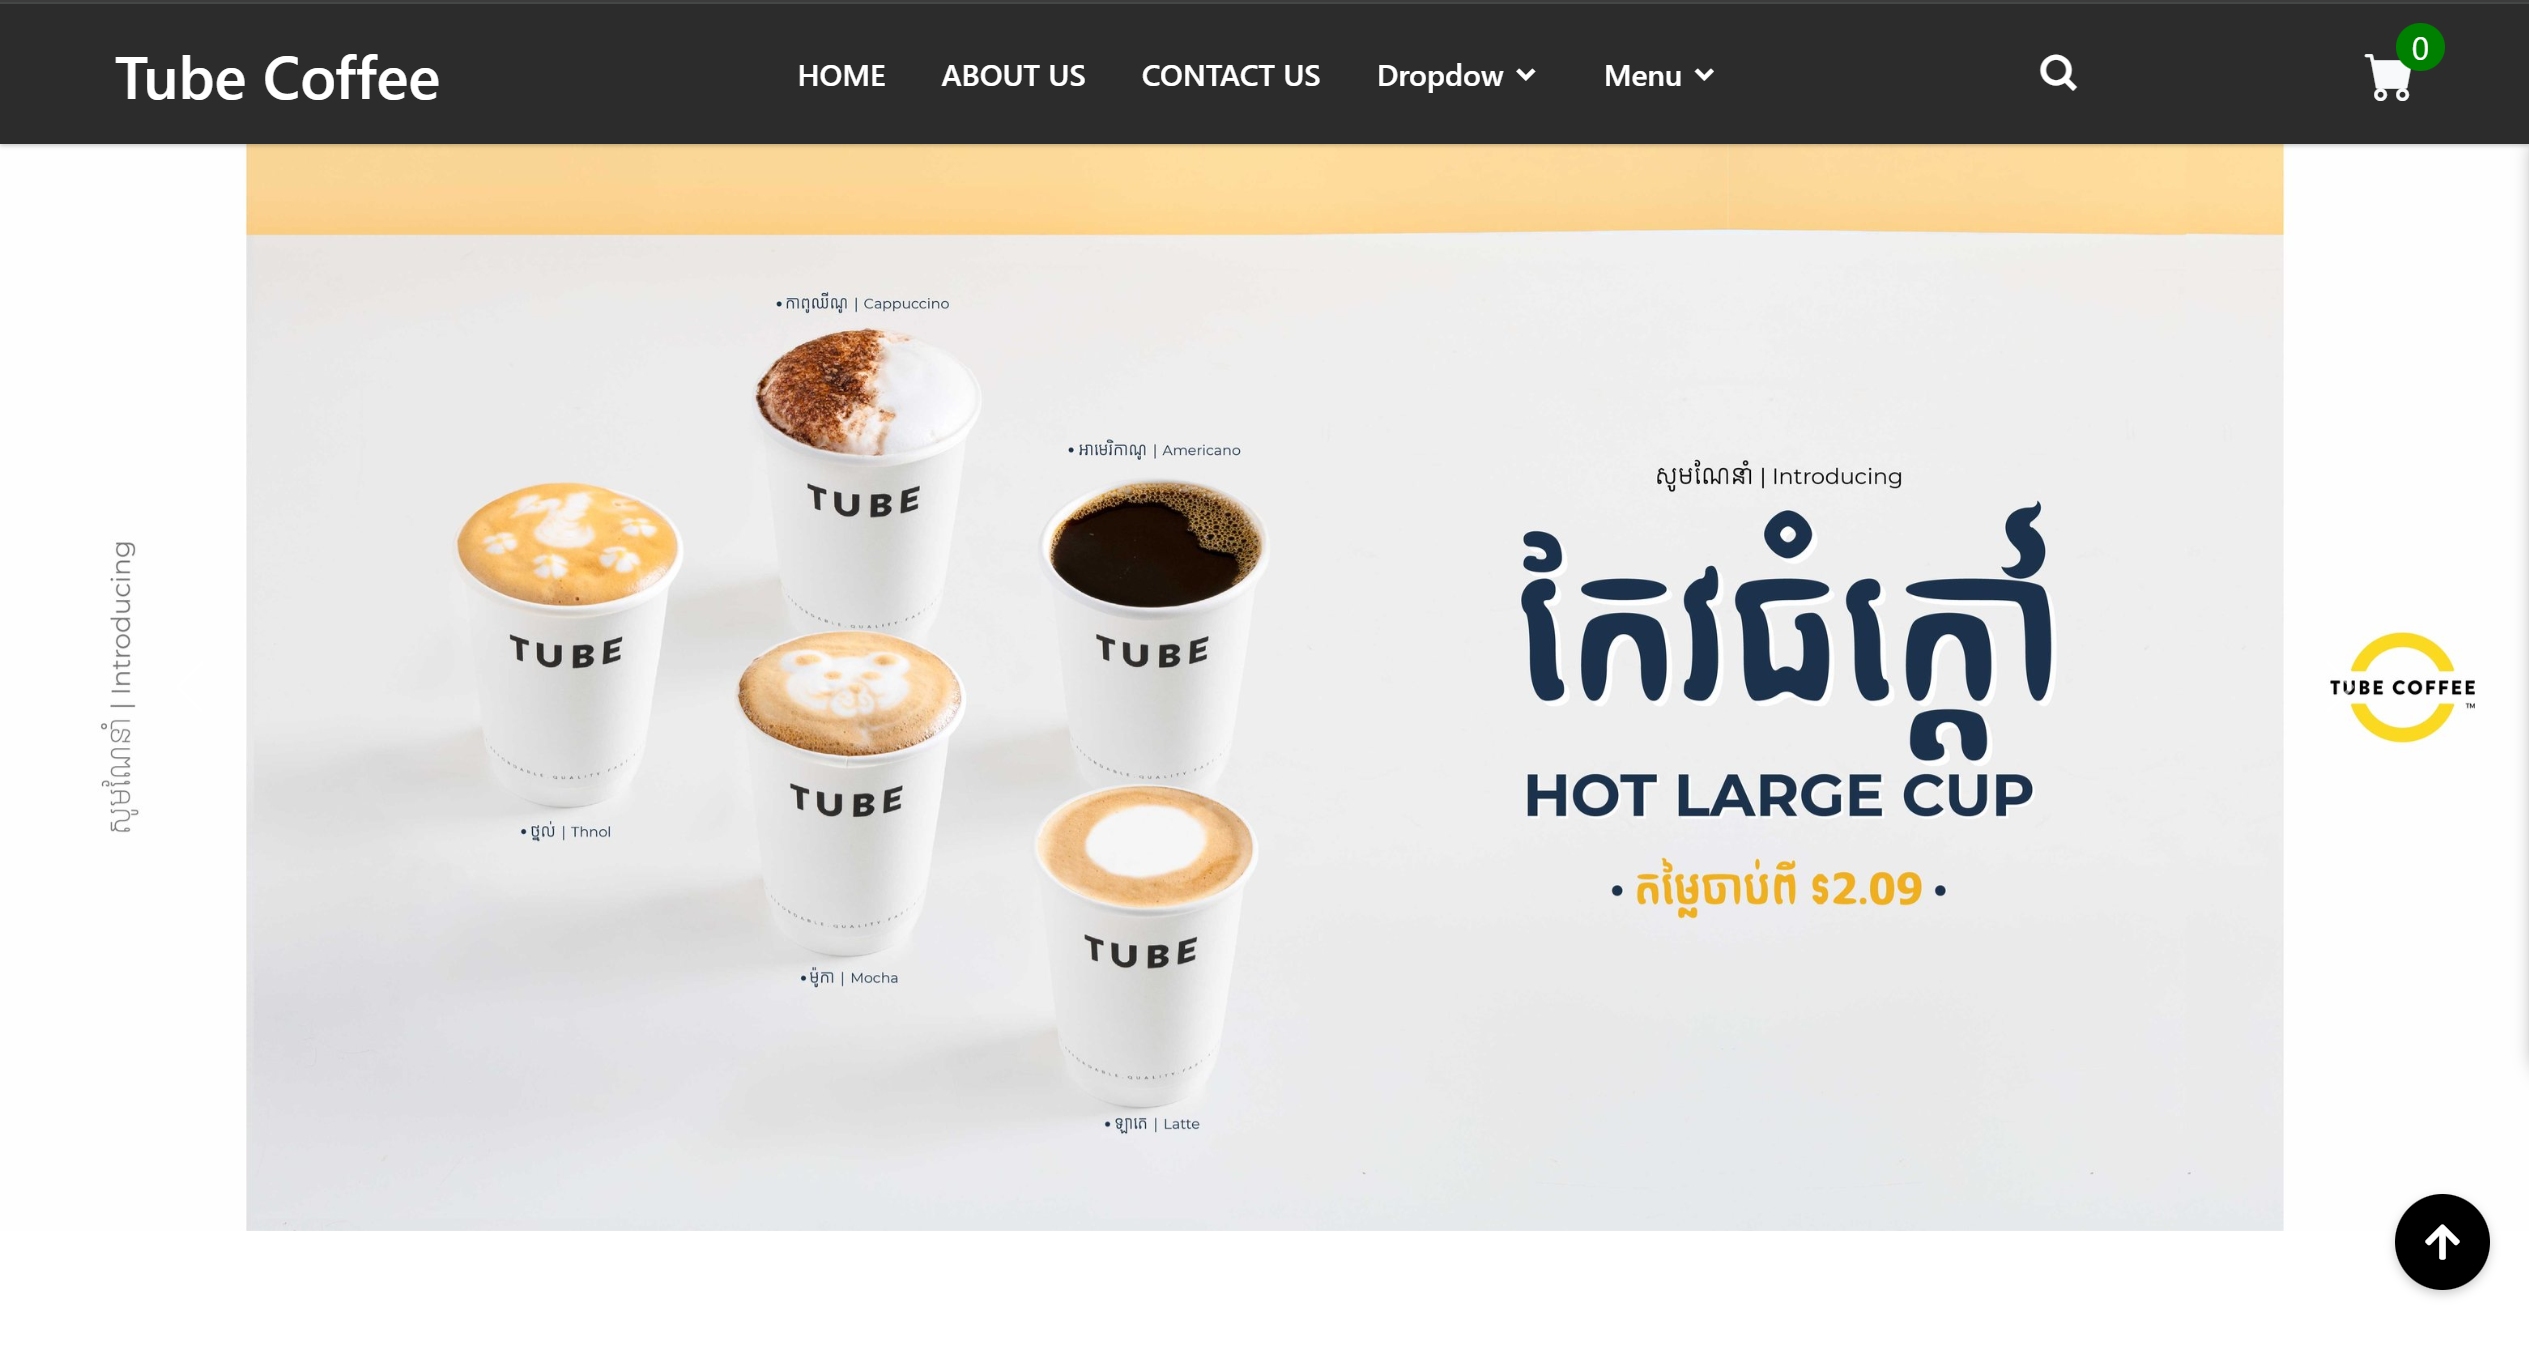 Tube Coffee
HOME
ABOUT US
CONTACT US
Dropdow
Menu
0
• កាពូឈីណូ | Cappuccino
• អាមេរិកាណូ | Americano
សូមណែនាំ | Introducing
TUBE
TUBE
TUBE
TUBE
TUBE
កែវធំក្ដៅ
HOT LARGE CUP
• តម្លៃចាប់ពី $2.09 •
• ថ្នល់ | Thnol
• ម៉ូកា | Mocha
• ឡាតេ | Latte
សូមណែនាំ | Introducing
TUBE COFFEE
TM